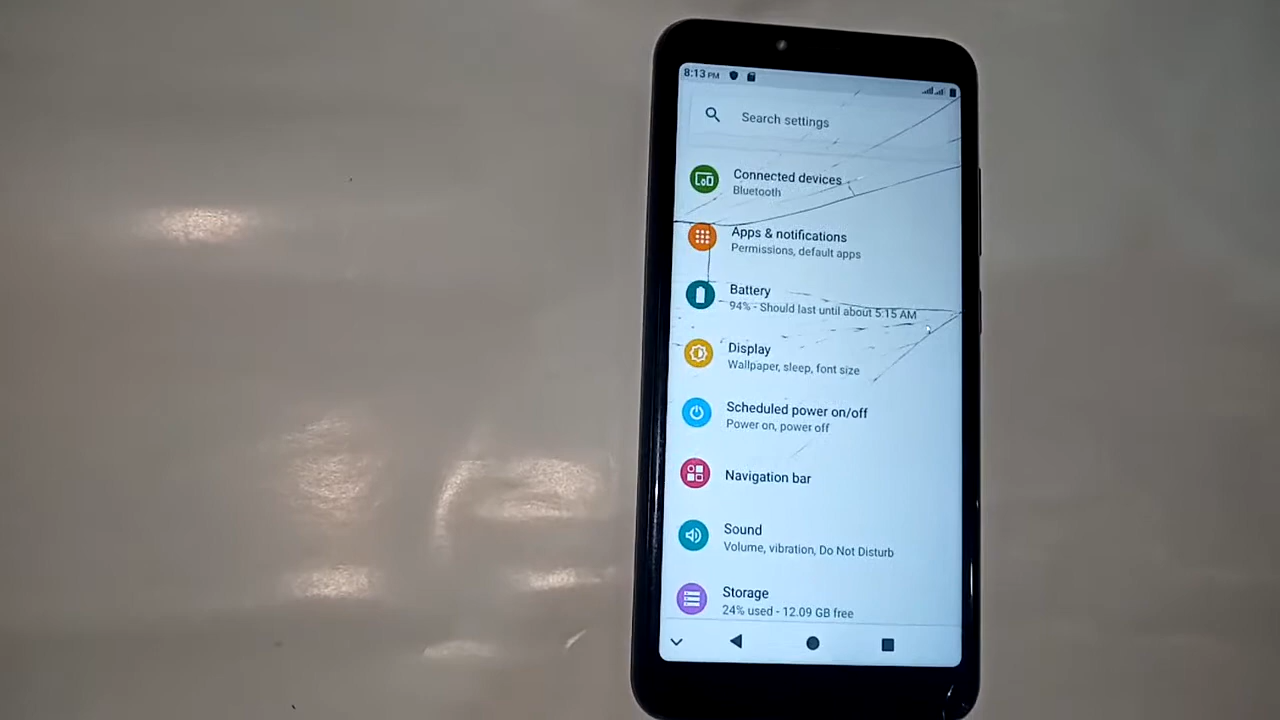 8:13 PM
Search settings
Connected devices
Bluetooth
Apps & notifications
Permissions, default apps
Battery
94% - Should last until about 5:15 AM
Display
Wallpaper, sleep, font size
Scheduled power on/off
Power on, power off
Navigation bar
Sound
Volume, vibration, Do Not Disturb
Storage
24% used - 12.09 GB free